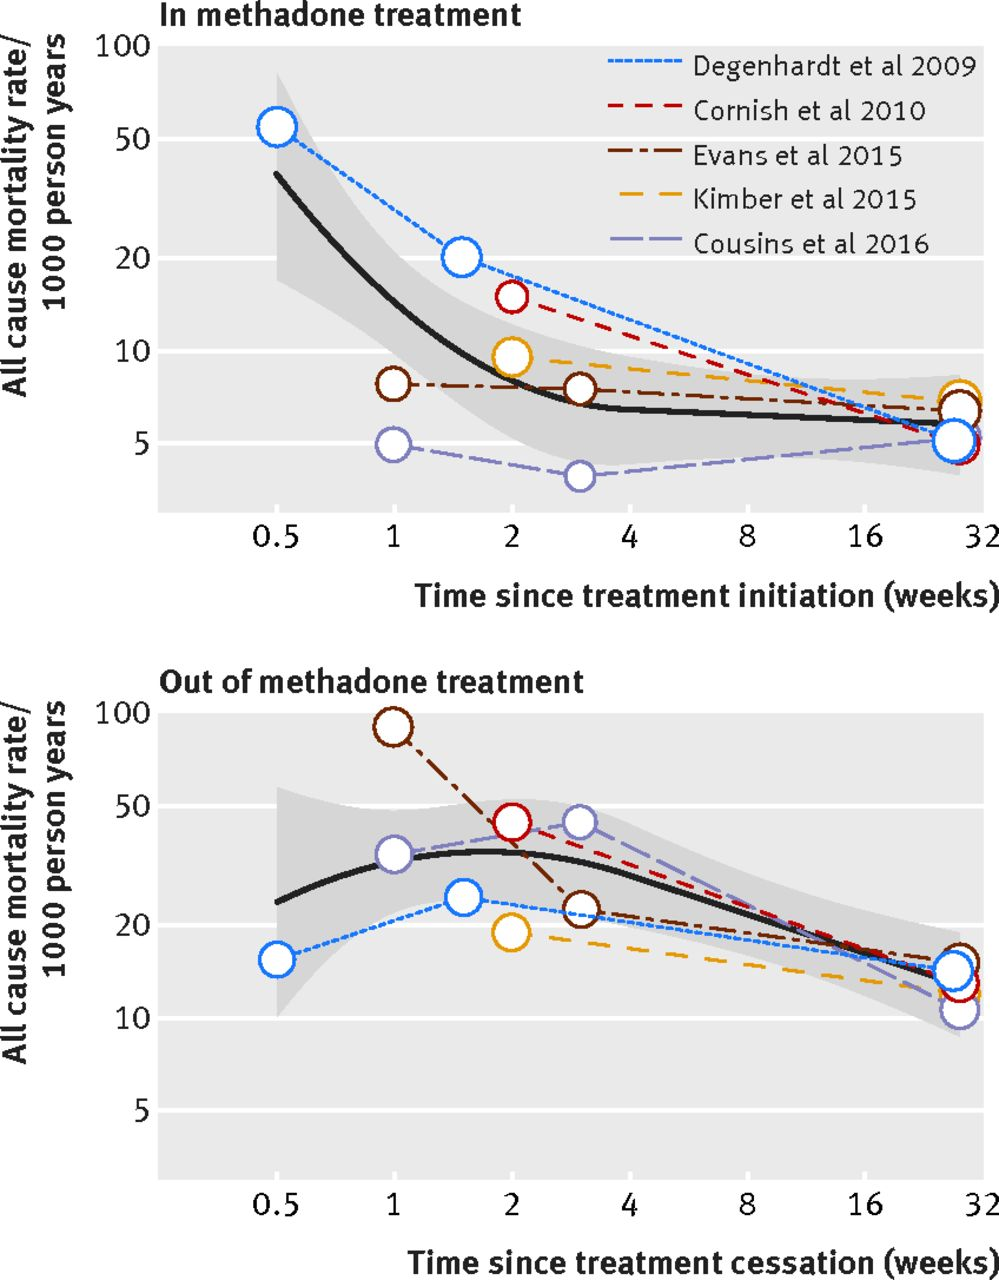 In methadone treatment
All cause mortality rate/
1000 person years
100
50
20
10
5
Degenhardt et al 2009
Cornish et al 2010
Evans et al 2015
Kimber et al 2015
Cousins et al 2016
0.5 1 2 4 8 16 32
Time since treatment initiation (weeks)
Out of methadone treatment
All cause mortality rate/
1000 person years
100
50
20
10
5
0.5 1 2 4 8 16 32
Time since treatment cessation (weeks)